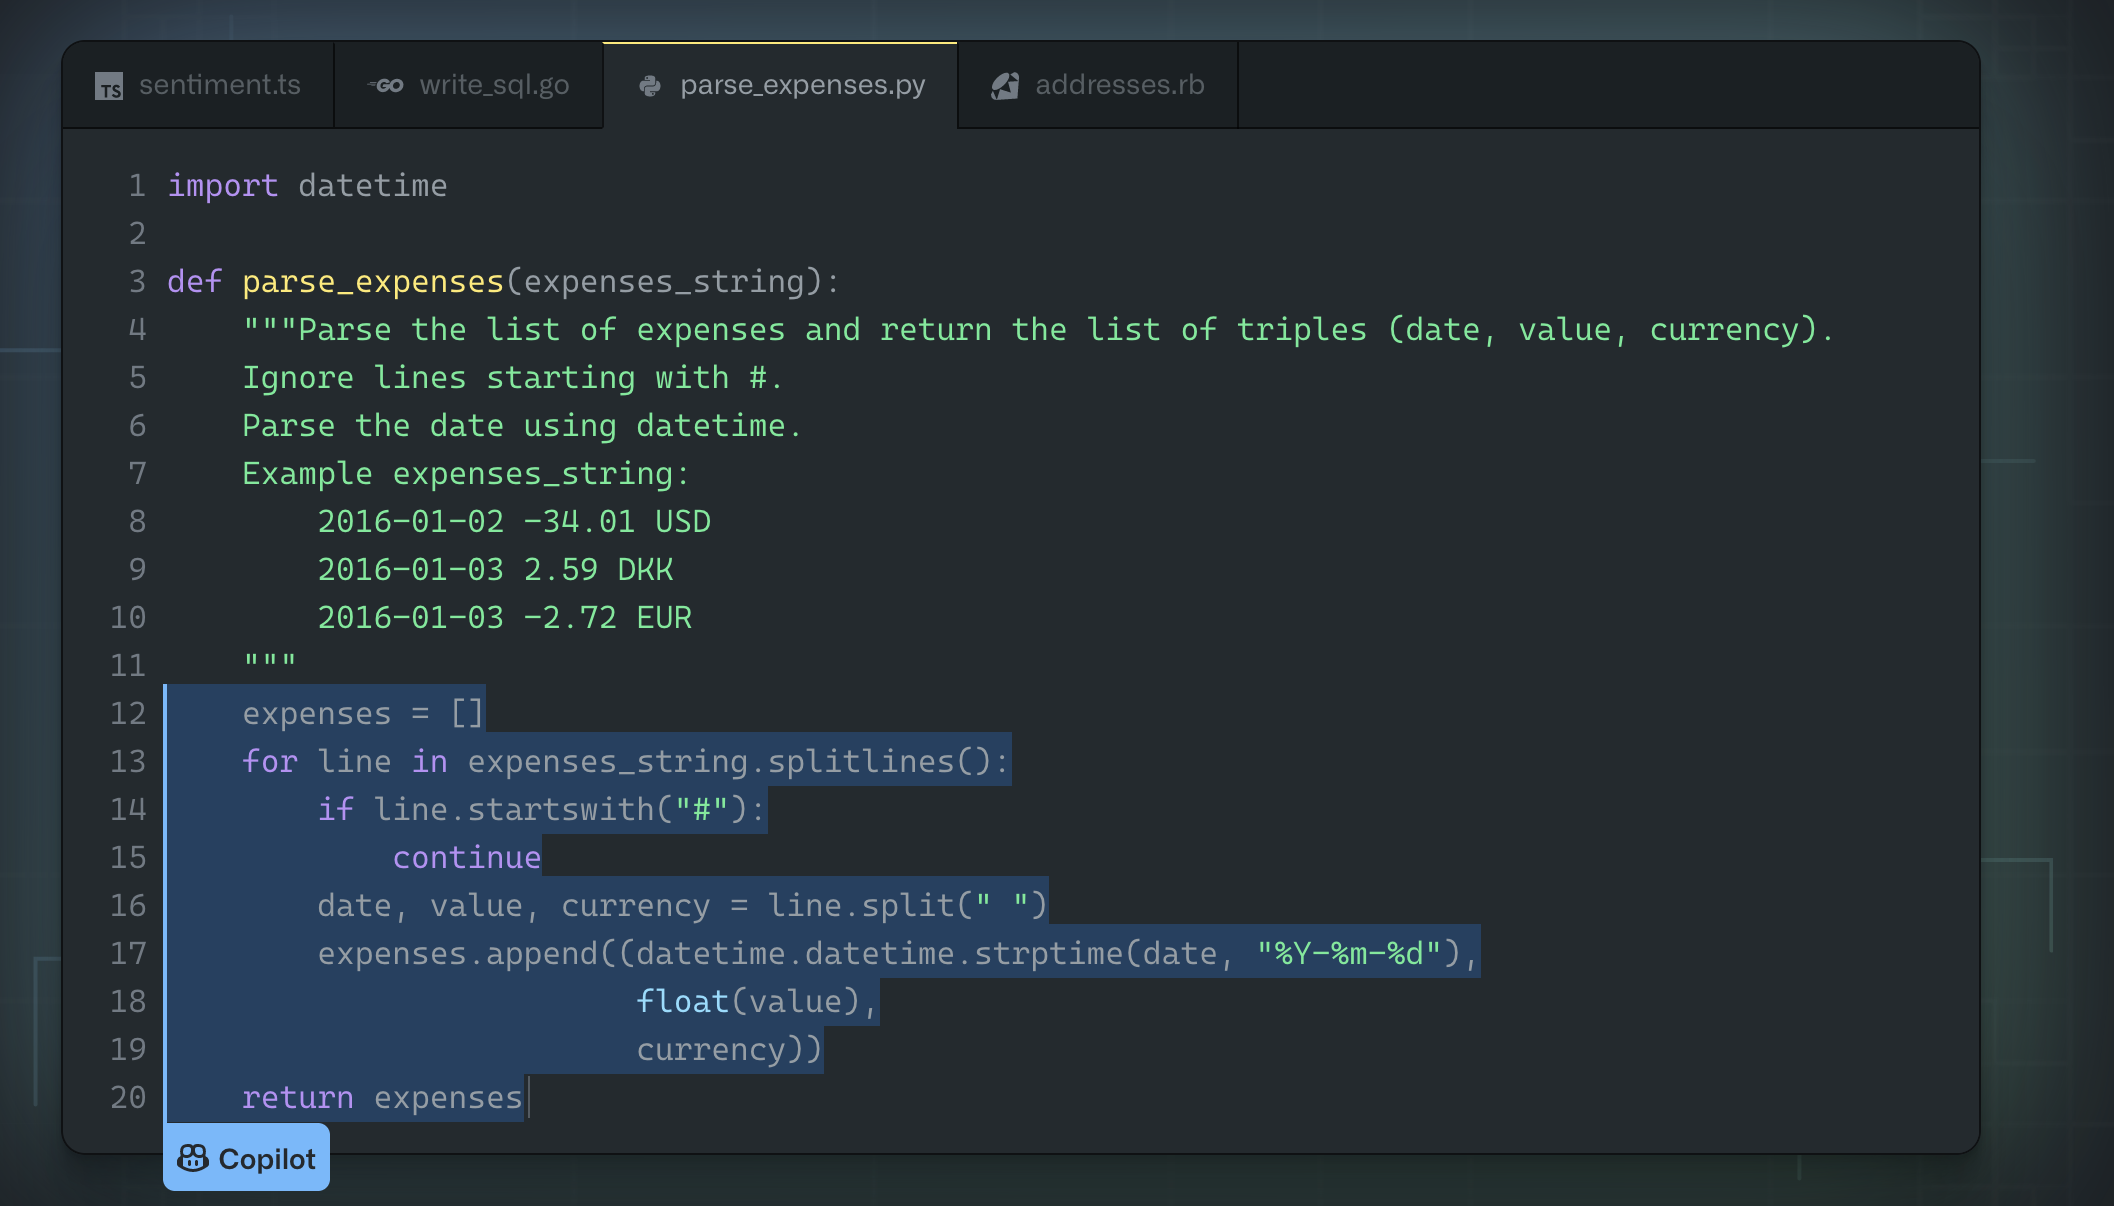 TS sentiment.ts GO write_sql.go parse_expenses.py addresses.rb
1 import datetime
2
3 def parse_expenses(expenses_string):
4     """Parse the list of expenses and return the list of triples (date, value, currency).
5     Ignore lines starting with #.
6     Parse the date using datetime.
7     Example expenses_string:
8         2016-01-02 -34.01 USD
9         2016-01-03 2.59 DKK
10         2016-01-03 -2.72 EUR
11     """
12     expenses = []
13     for line in expenses_string.splitlines():
14         if line.startswith("#"):
15             continue
16         date, value, currency = line.split(" ")
17         expenses.append((datetime.datetime.strptime(date, "%Y-%m-%d"),
18                          float(value),
19                          currency))
20     return expenses
Copilot